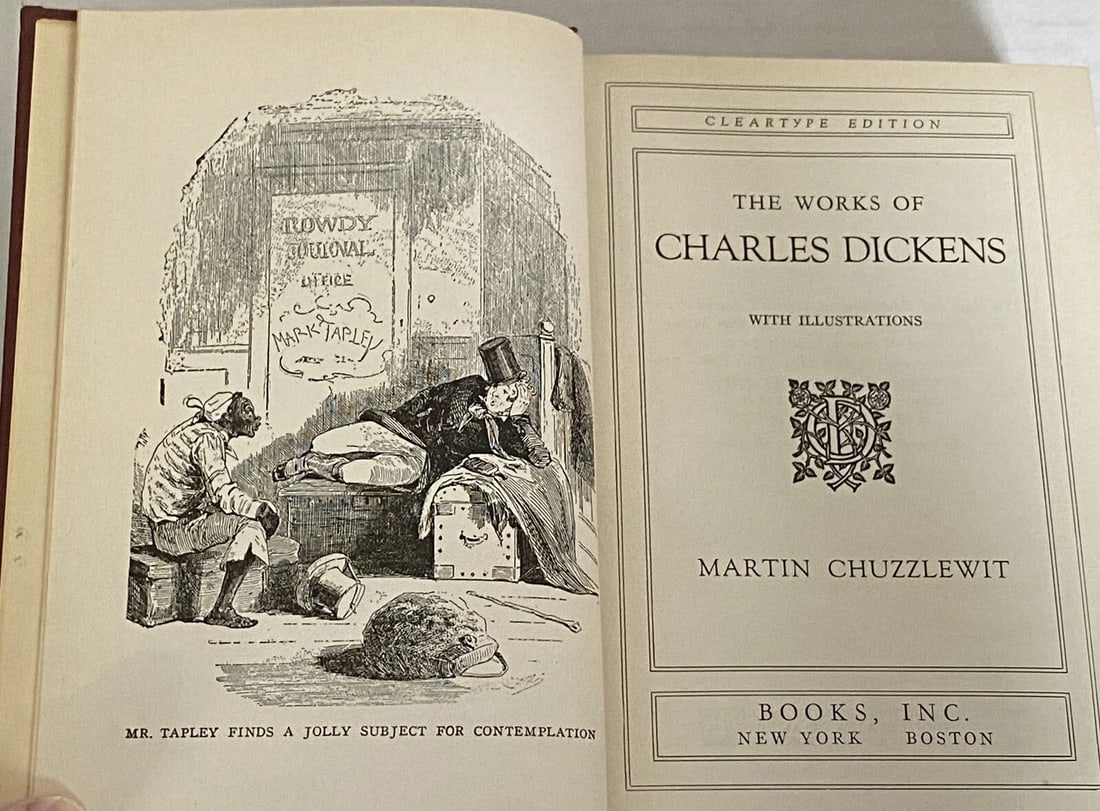 ROWDY
JOURNAL
OFFICE
MARK TAPLEY
MR. TAPLEY FINDS A JOLLY SUBJECT FOR CONTEMPLATION
CLEARTYPE EDITION
THE WORKS OF
CHARLES DICKENS
WITH ILLUSTRATIONS
MARTIN CHUZZLEWIT
BOOKS, INC.
NEW YORK BOSTON